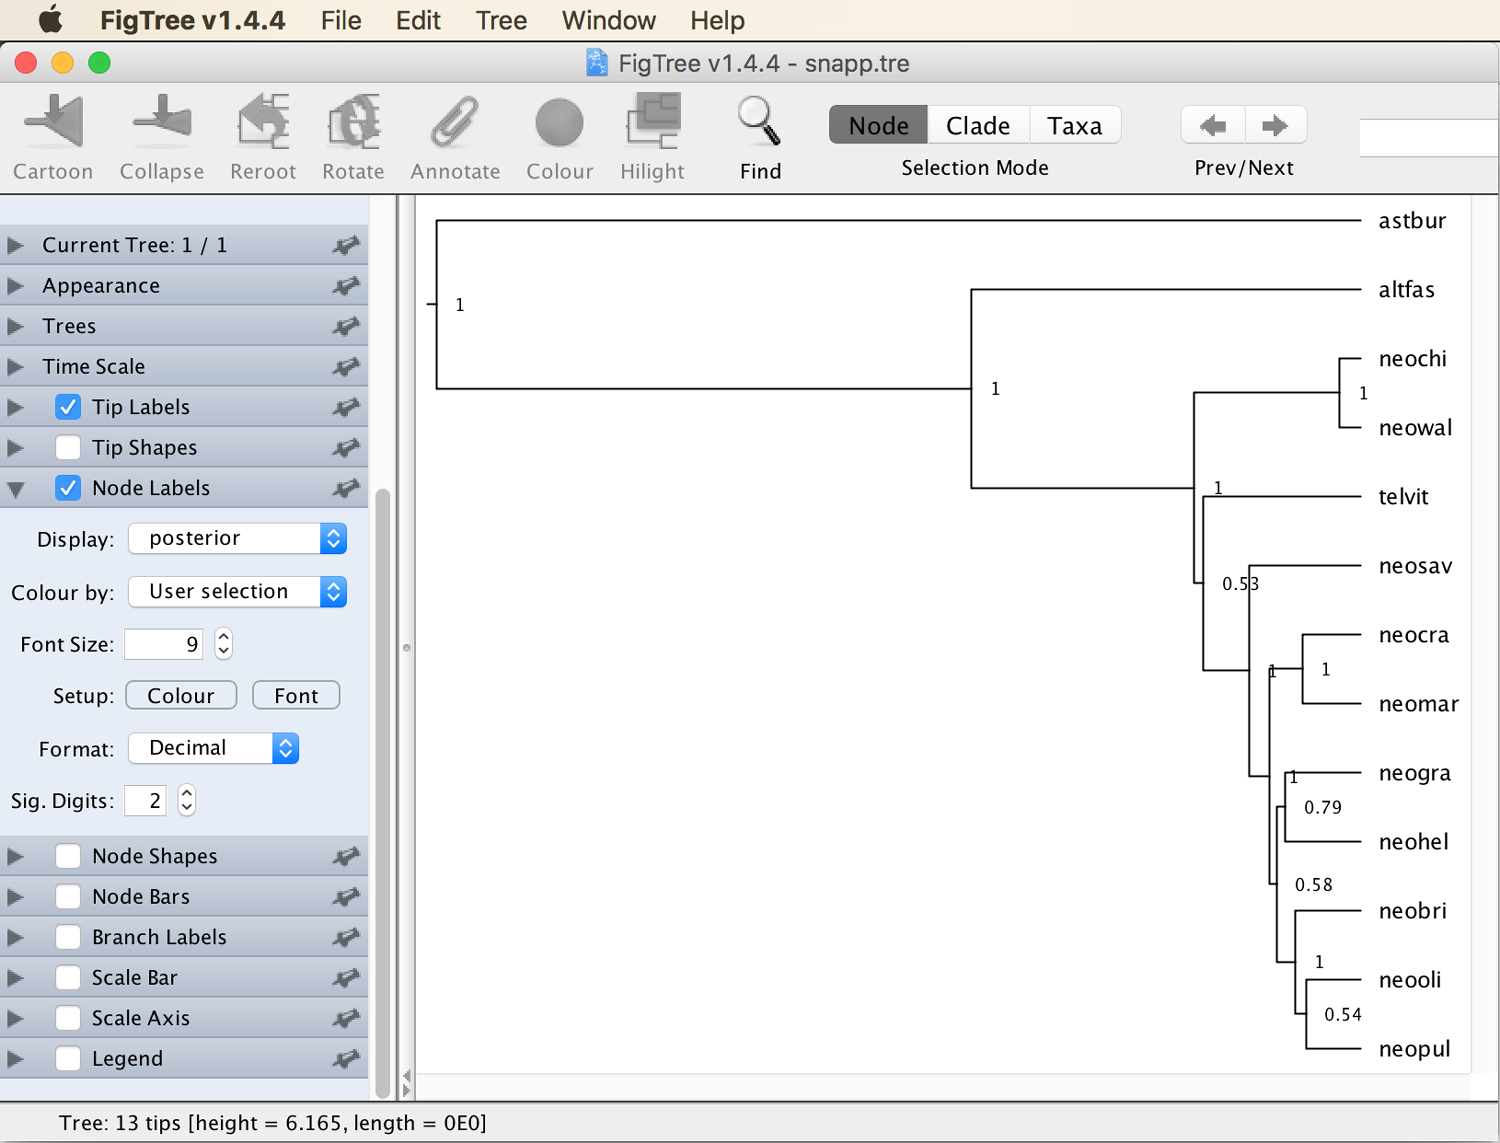 FigTree v1.4.4 File Edit Tree Window Help
FigTree v1.4.4 - snapp.tre
Cartoon Collapse Reroot Rotate Annotate Colour Hilight Find
Node Clade Taxa
Selection Mode
Prev/Next
Current Tree: 1 / 1
Appearance
Trees
Time Scale
Tip Labels
Tip Shapes
Node Labels
Display: posterior
Colour by: User selection
Font Size: 9
Setup: Colour Font
Format: Decimal
Sig. Digits: 2
Node Shapes
Node Bars
Branch Labels
Scale Bar
Scale Axis
Legend
astbur
1
altfas
1
neochi
1
neowal
1
telvit
neosav
0.53
neocra
1
1
neomar
neogra
1
0.79
neohel
0.58
neobri
1
neooli
0.54
neopul
Tree: 13 tips [height = 6.165, length = 0E0]